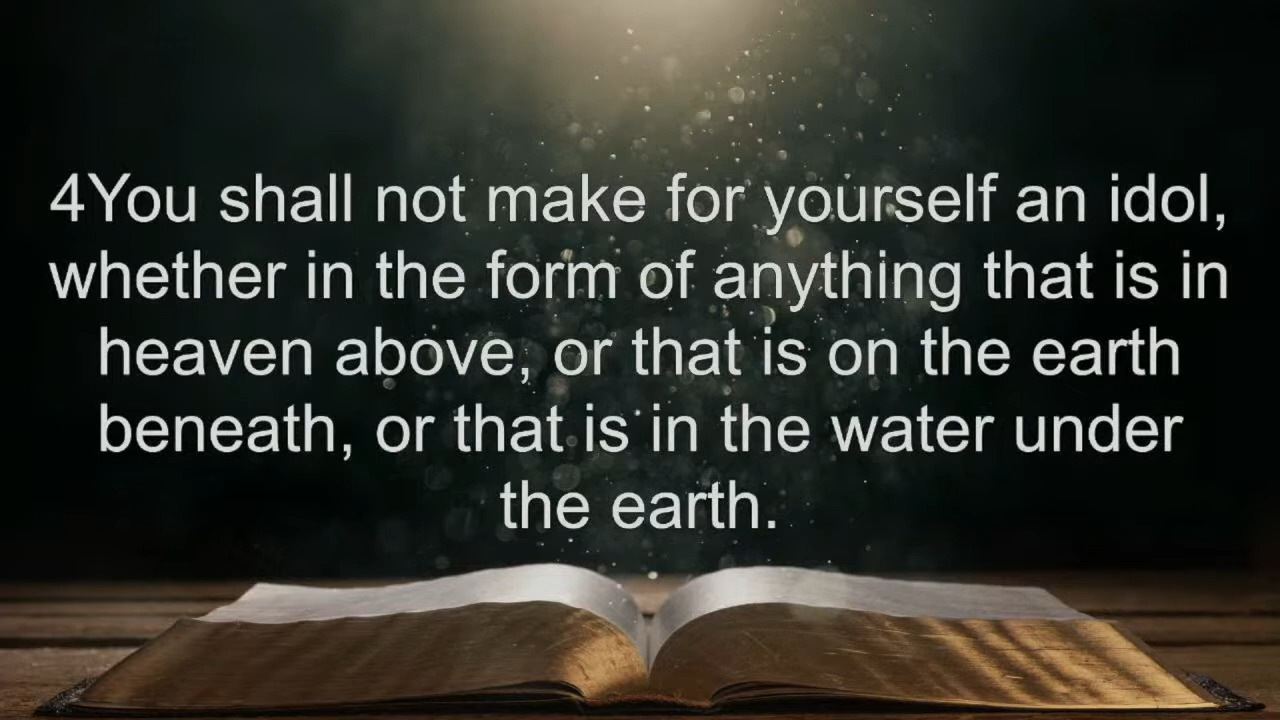 4You shall not make for yourself an idol,
whether in the form of anything that is in
heaven above, or that is on the earth
beneath, or that is in the water under
the earth.